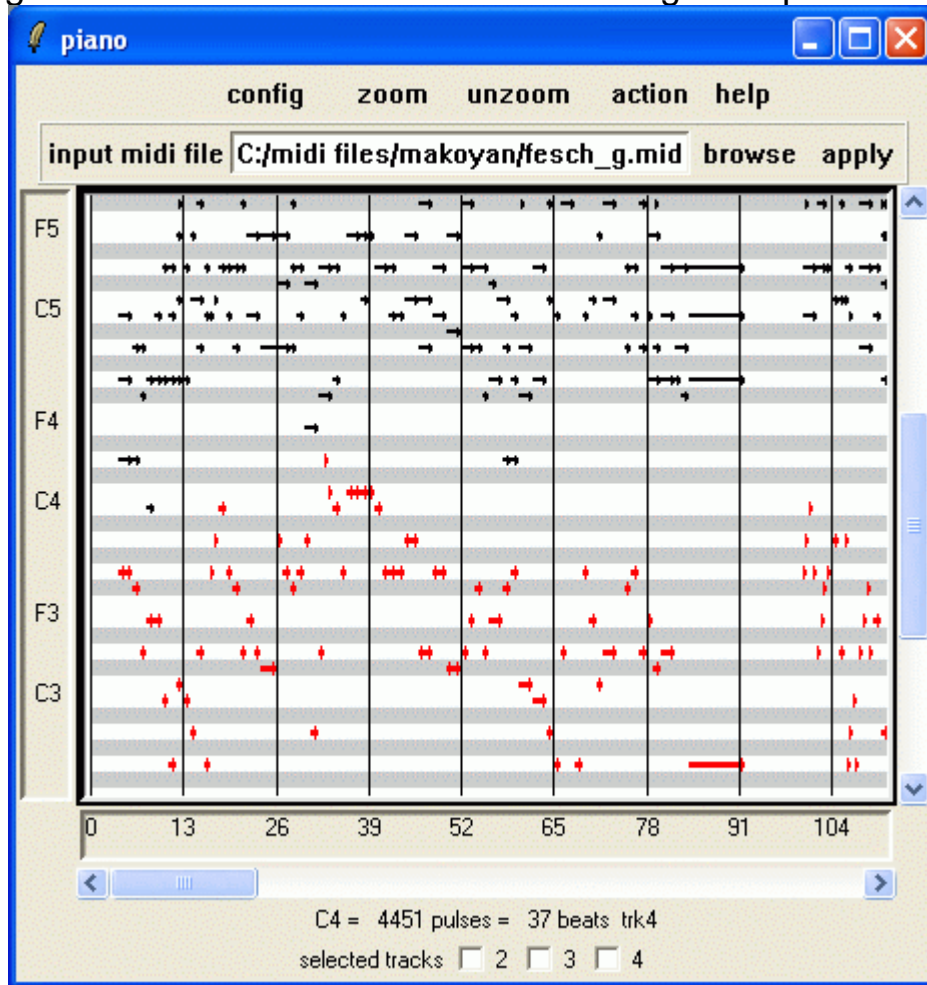 piano
config zoom unzoom action help
input midi file C:/midi files/makoyan/fesch_g.mid browse apply
F5
C5
F4
C4
F3
C3
0 13 26 39 52 65 78 91 104
C4 = 4451 pulses = 37 beats trk4
selected tracks 2 3 4